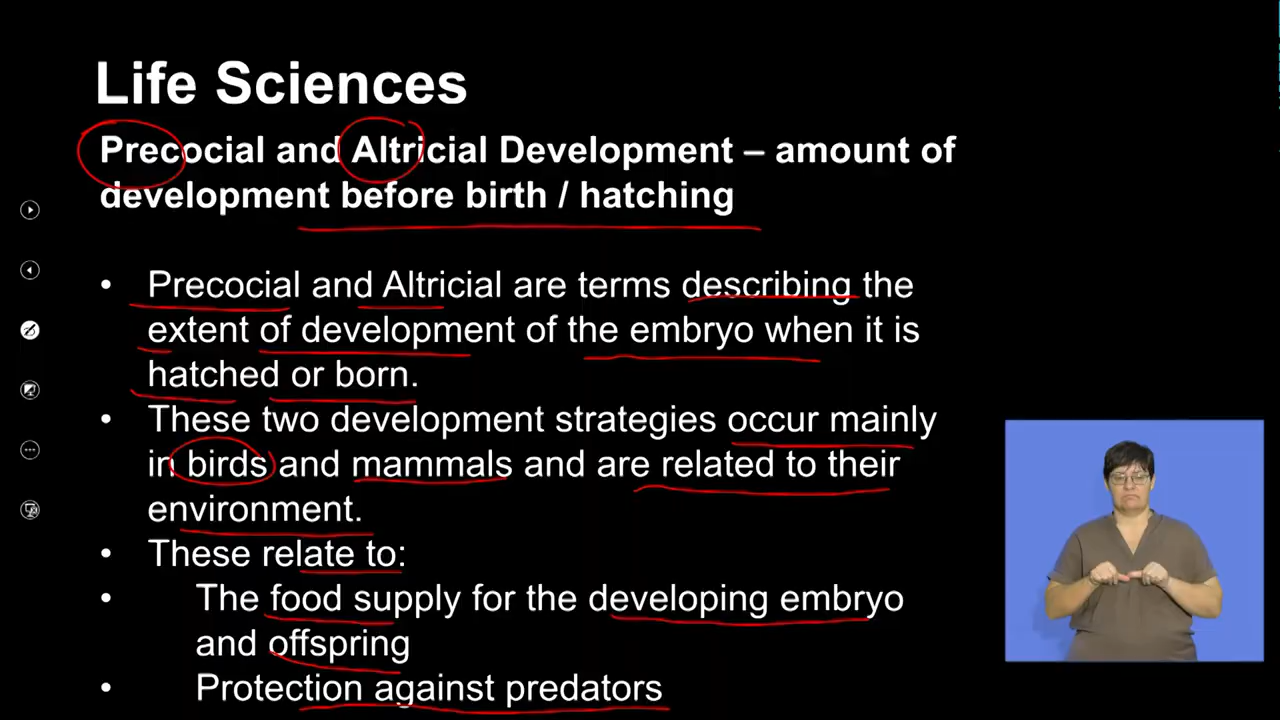 Life Sciences
Precocial and Altricial Development – amount of
development before birth / hatching
• Precocial and Altricial are terms describing the
extent of development of the embryo when it is
hatched or born.
• These two development strategies occur mainly
in birds and mammals and are related to their
environment.
• These relate to:
• The food supply for the developing embryo
and offspring
• Protection against predators